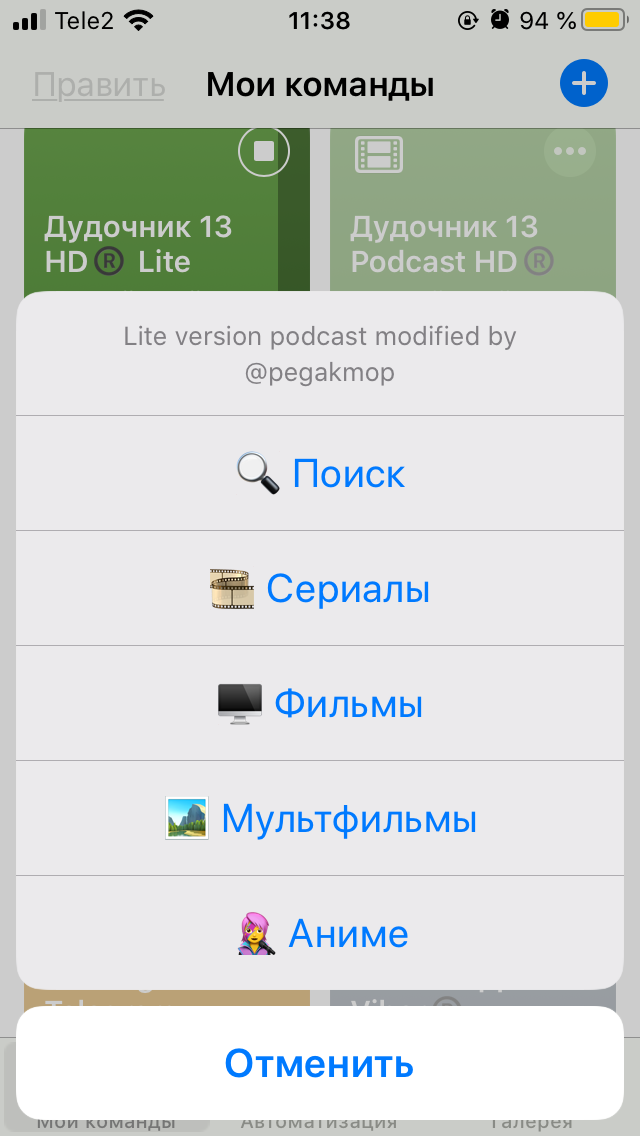 Tele2 11:38 94 %
Править Мои команды
Дудочник 13
HD® Lite
Дудочник 13
Podcast HD®
Lite version podcast modified by
@pegakmop
Поиск
Сериалы
Фильмы
Мультфильмы
Аниме
Отменить
Мои команды Автоматизация Галерея